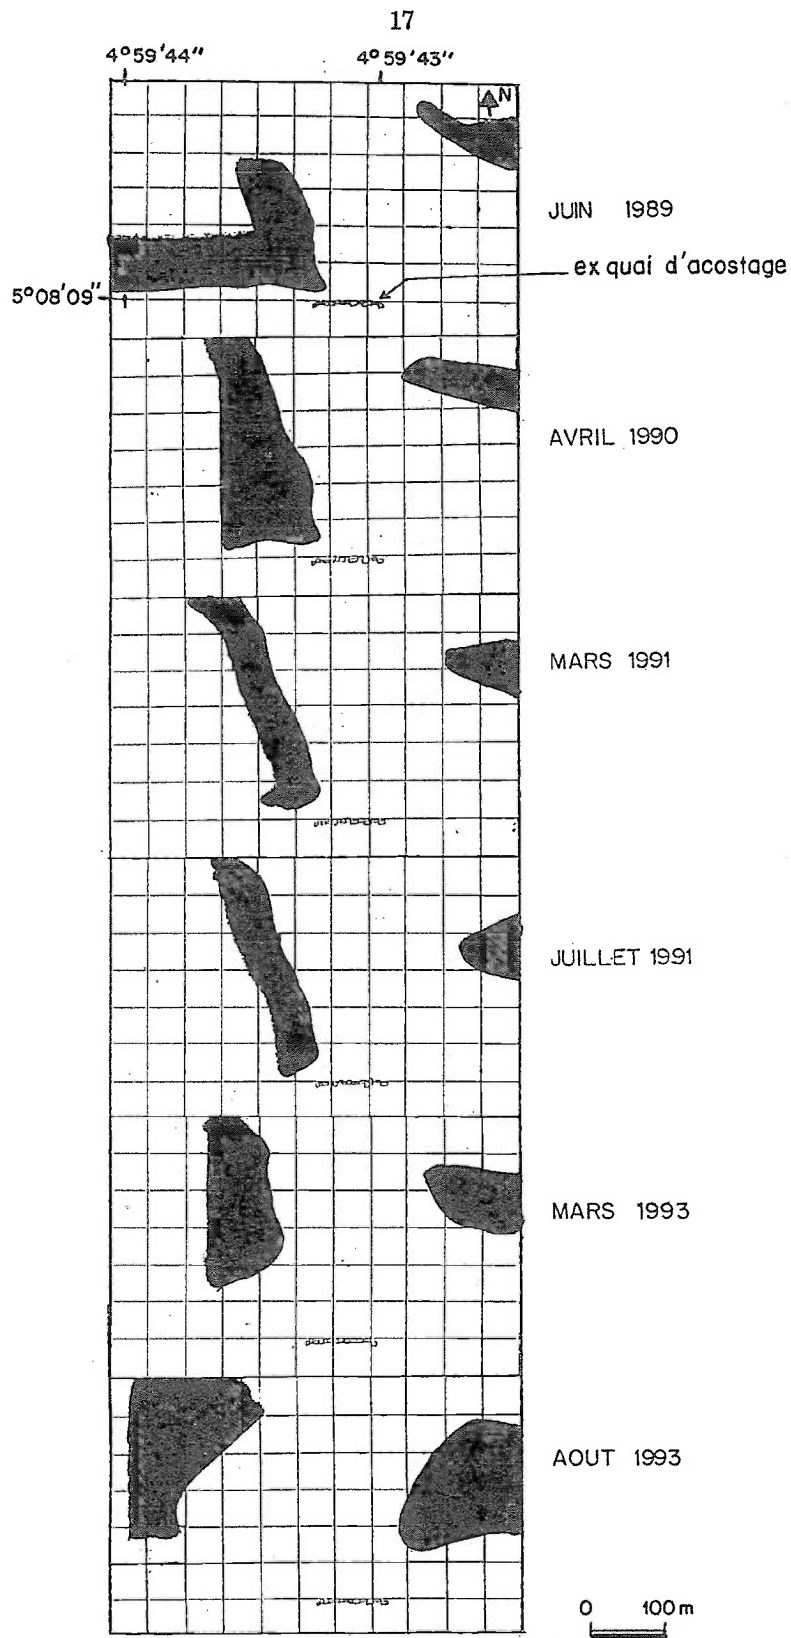 17
4°59'44" 4°59'43"
N
JUIN 1989
ex quai d'acostage
5°08'09"
AVRIL 1990
MARS 1991
JUILLET 1991
MARS 1993
AOUT 1993
0 100 m